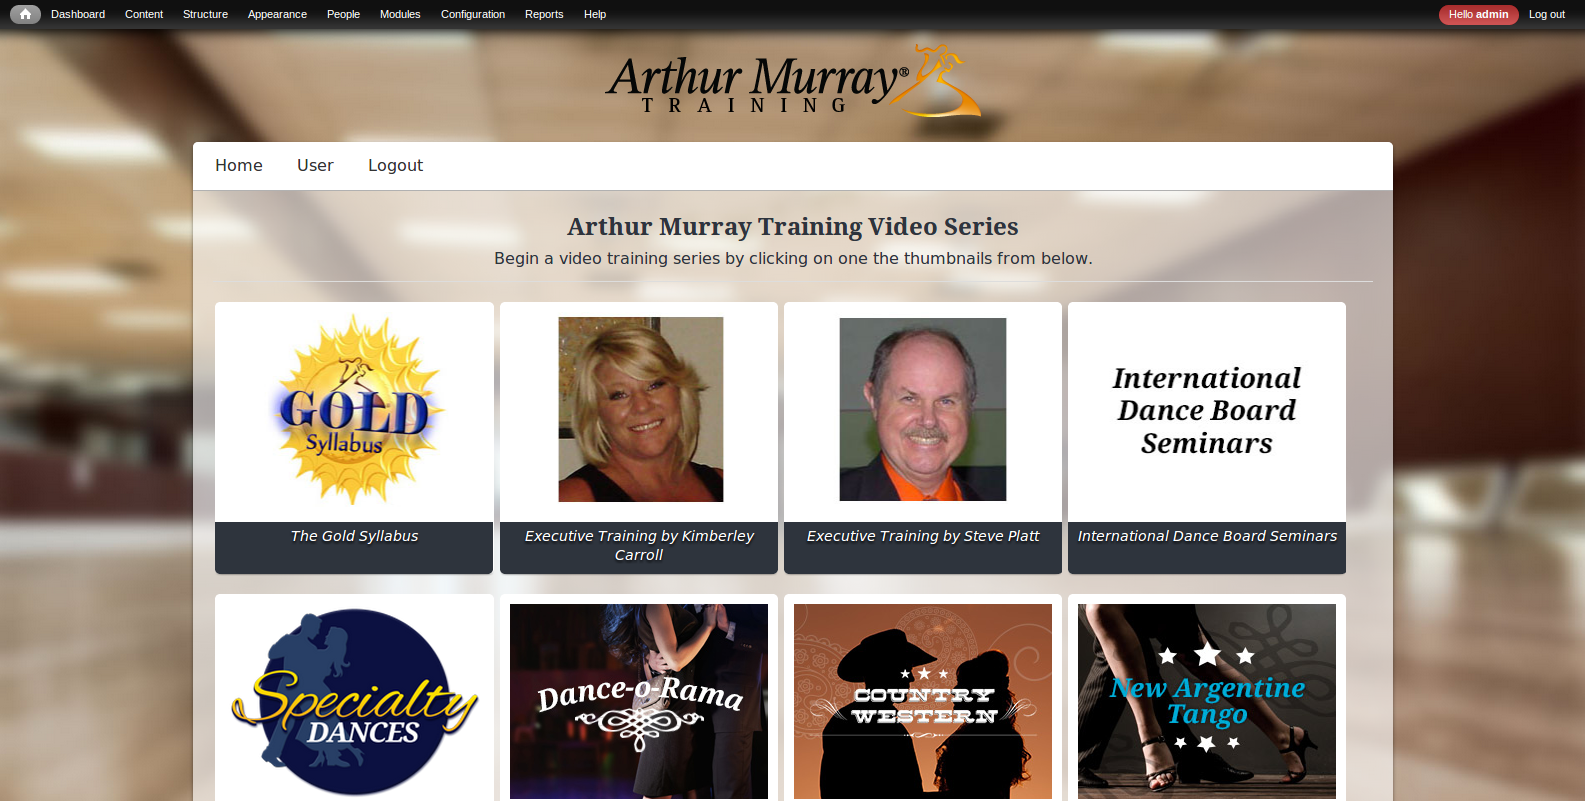 Dashboard Content Structure Appearance People Modules Configuration Reports Help Hello admin Log out
Arthur Murray®
TRAINING
Home User Logout
Arthur Murray Training Video Series
Begin a video training series by clicking on one the thumbnails from below.
GOLD
Syllabus
International
Dance Board
Seminars
The Gold Syllabus
Executive Training by Kimberley
Carroll
Executive Training by Steve Platt
International Dance Board Seminars
Specialty
DANCES
Dance-o-Rama
COUNTRY
WESTERN
New Argentine
Tango